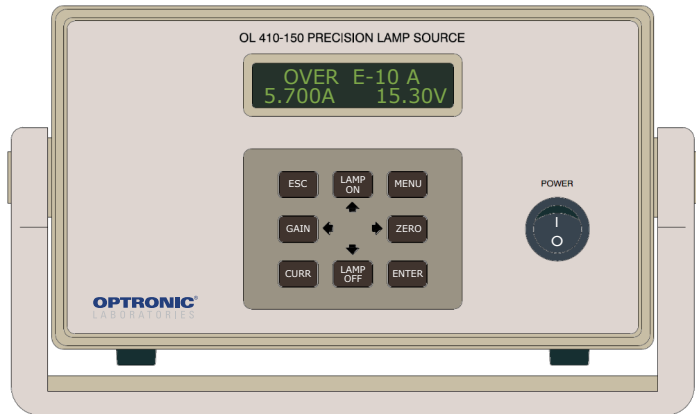 OL 410-150 PRECISION LAMP SOURCE
OVER E-10 A
5.700A 15.30V
ESC
LAMP
ON
MENU
POWER
GAIN
ZERO
I
O
CURR
LAMP
OFF
ENTER
OPTRONIC®
LABORATORIES